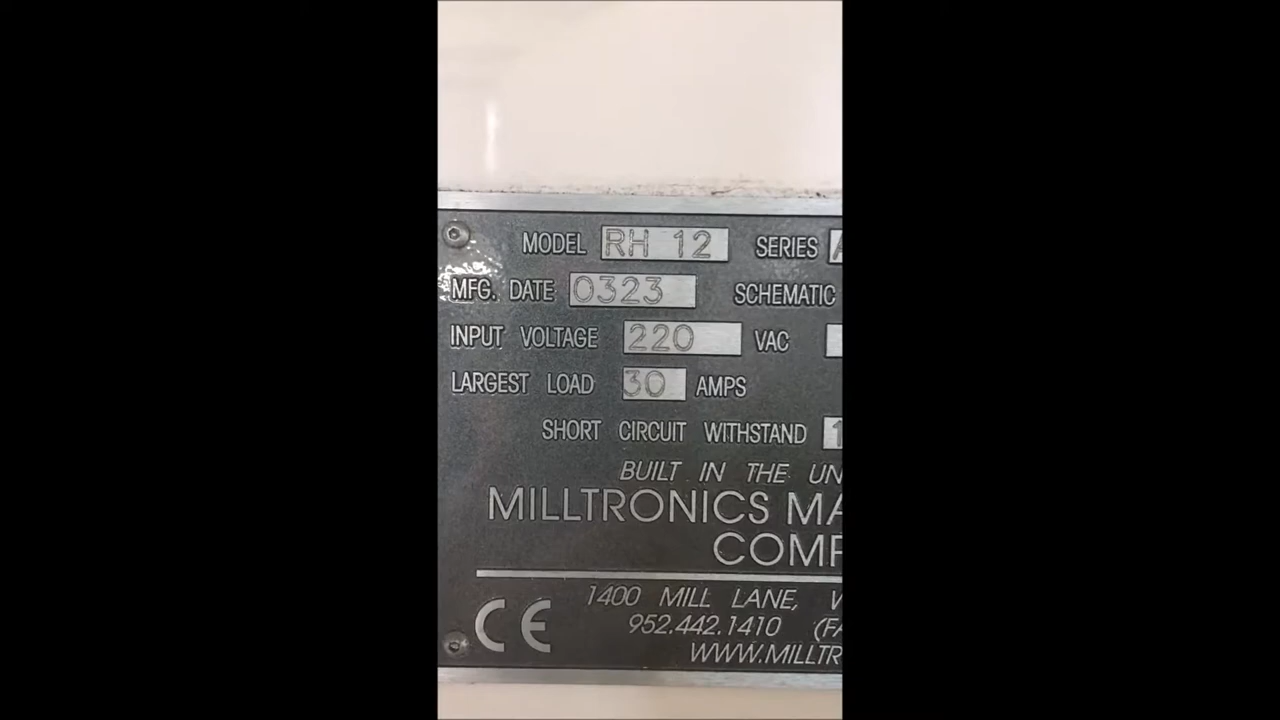 MODEL RH 12 SERIES
MFG. DATE 0323 SCHEMATIC
INPUT VOLTAGE 220 VAC
LARGEST LOAD 30 AMPS
SHORT CIRCUIT WITHSTAND 1
BUILT IN THE UN
MILLTRONICS MA
COMP
1400 MILL LANE,
952.442.1410 (FA
WWW.MILLTR
CE